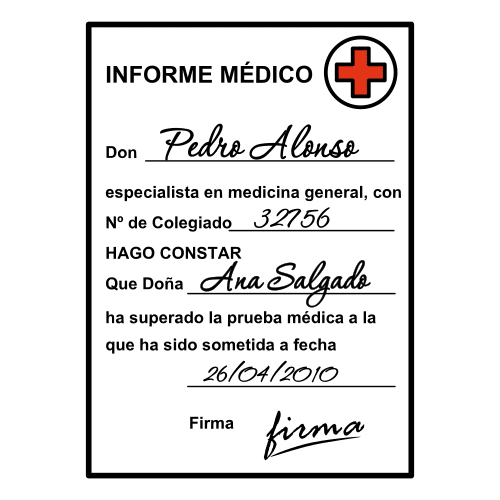 INFORME MÉDICO
Don Pedro Alonso
especialista en medicina general, con
Nº de Colegiado 32756
HAGO CONSTAR
Que Doña Ana Salgado
ha superado la prueba médica a la
que ha sido sometida a fecha
26/04/2010
Firma firma